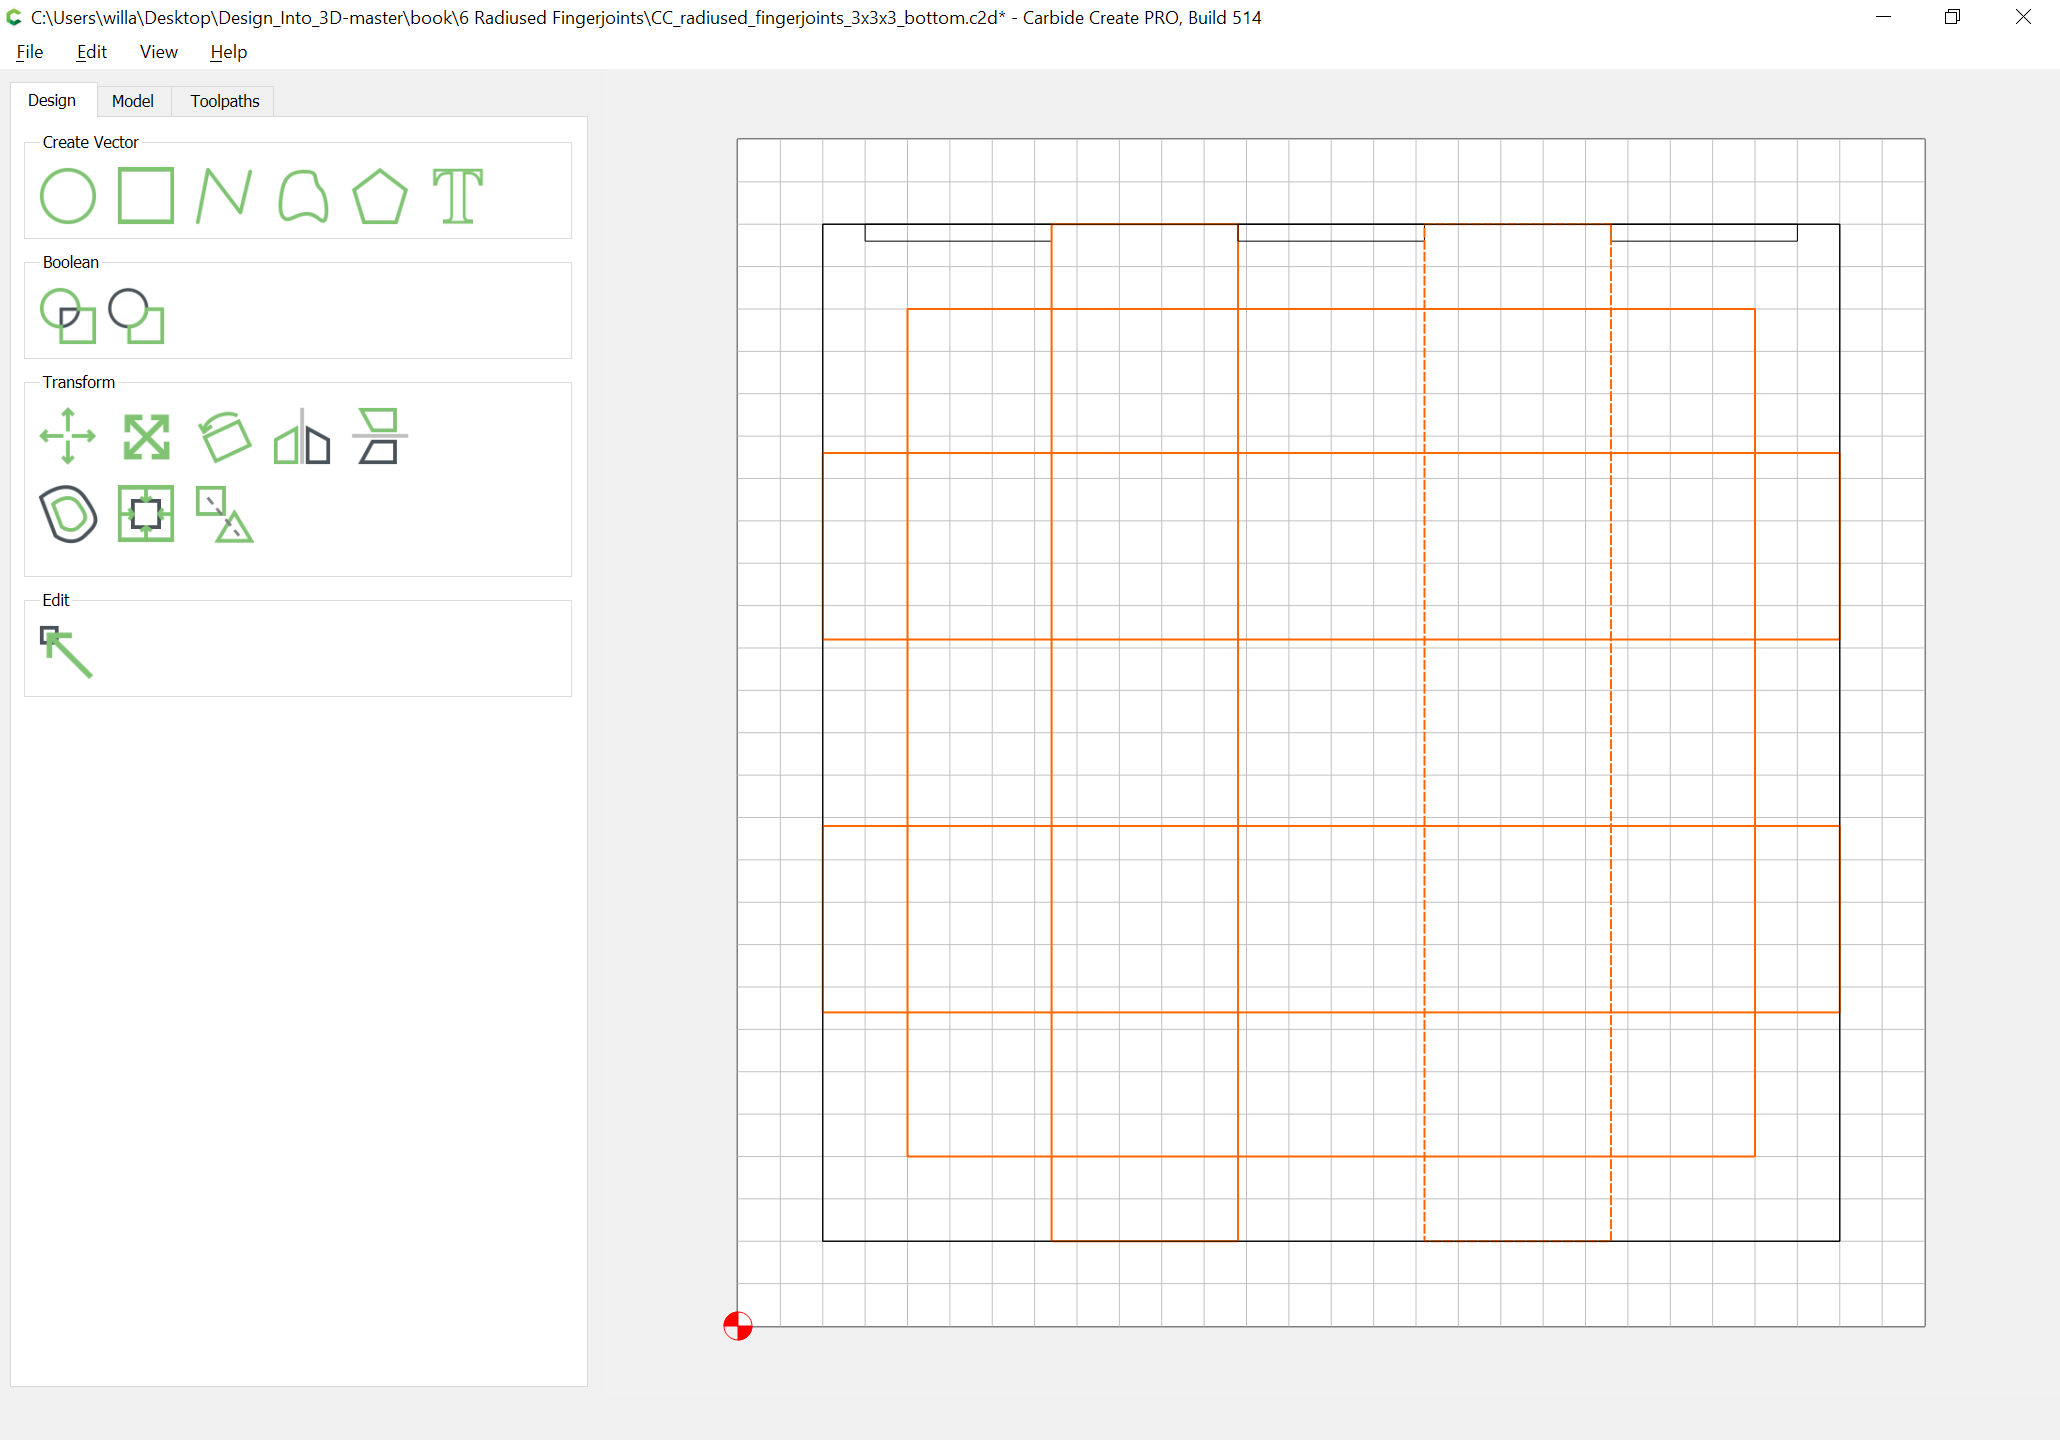 C:\Users\willa\Desktop\Design_Into_3D-master\book\6 Radiused Fingerjoints\CC_radiused_fingerjoints_3x3x3_bottom.c2d* - Carbide Create PRO, Build 514
File Edit View Help
Design Model Toolpaths
Create Vector
T
Boolean
Transform
Edit